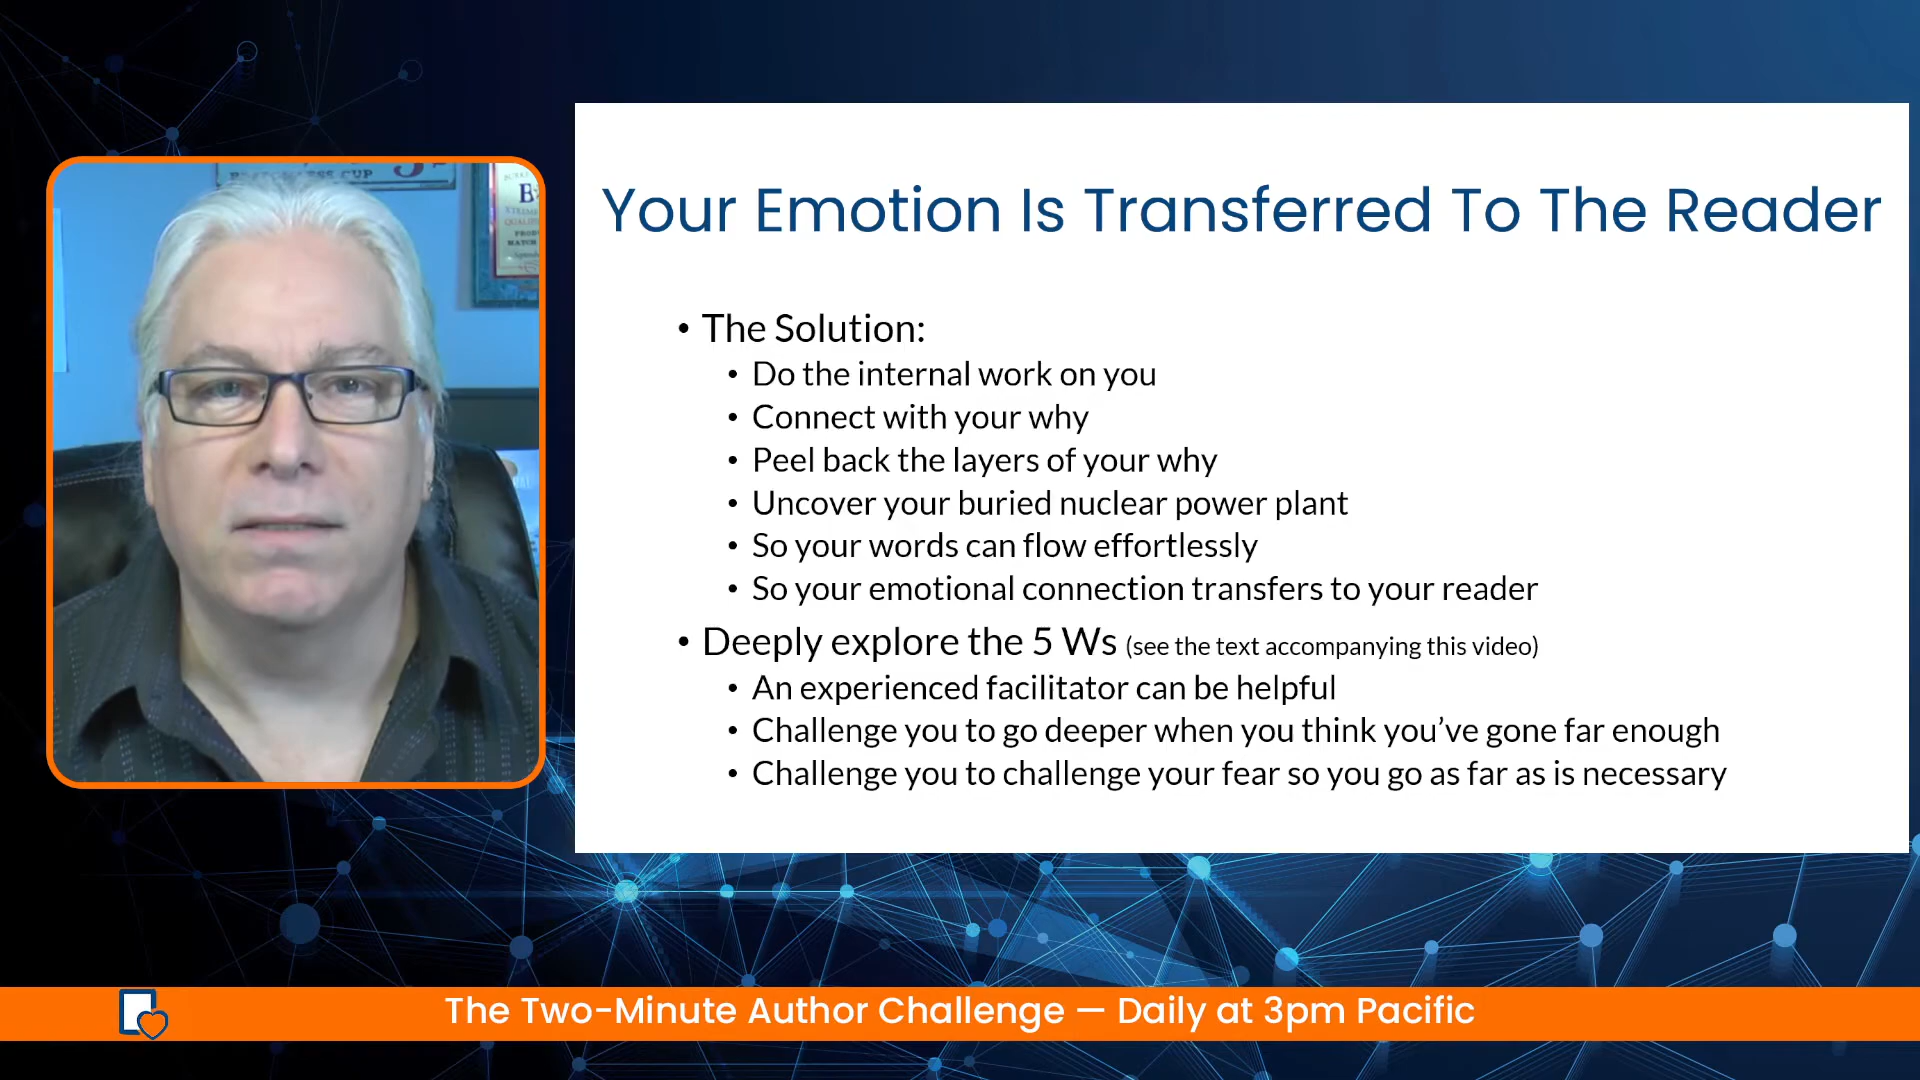 CUP
Your Emotion Is Transferred To The Reader
• The Solution:
• Do the internal work on you
• Connect with your why
• Peel back the layers of your why
• Uncover your buried nuclear power plant
• So your words can flow effortlessly
• So your emotional connection transfers to your reader
• Deeply explore the 5 Ws (see the text accompanying this video)
• An experienced facilitator can be helpful
• Challenge you to go deeper when you think you’ve gone far enough
• Challenge you to challenge your fear so you go as far as is necessary
The Two-Minute Author Challenge — Daily at 3pm Pacific